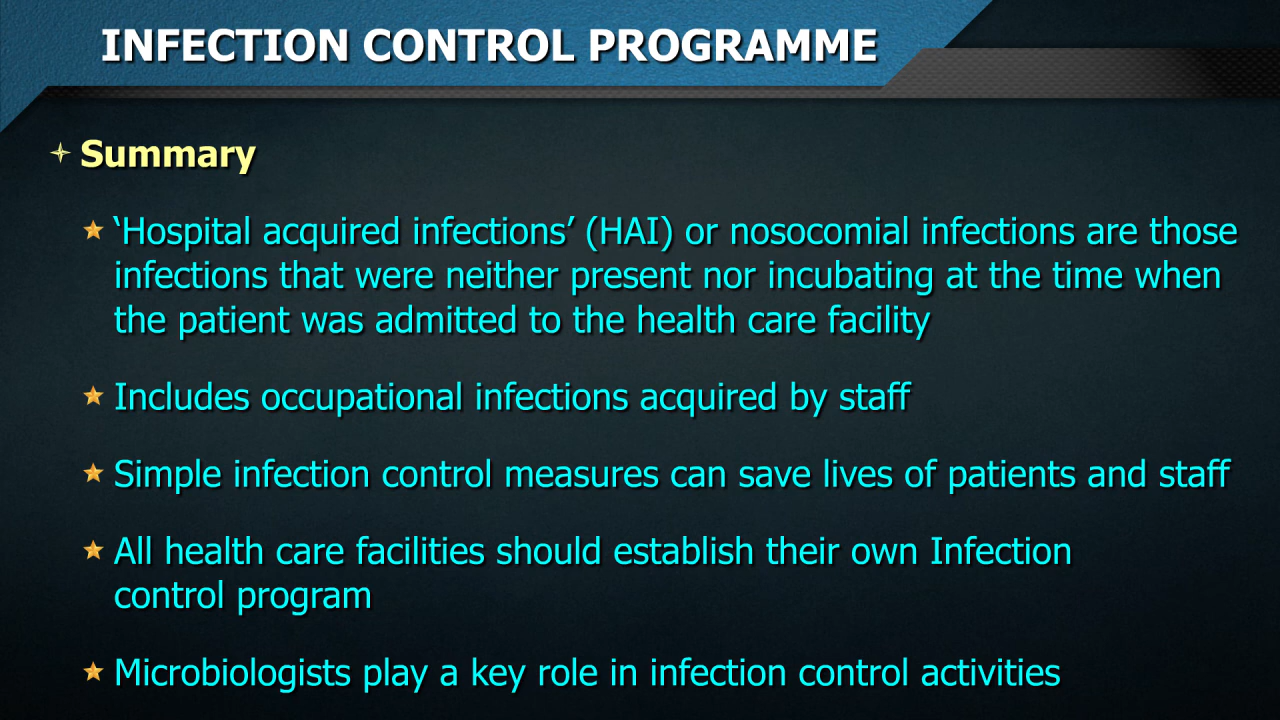 INFECTION CONTROL PROGRAMME
Summary
‘Hospital acquired infections’ (HAI) or nosocomial infections are those
infections that were neither present nor incubating at the time when
the patient was admitted to the health care facility
Includes occupational infections acquired by staff
Simple infection control measures can save lives of patients and staff
All health care facilities should establish their own Infection
control program
Microbiologists play a key role in infection control activities